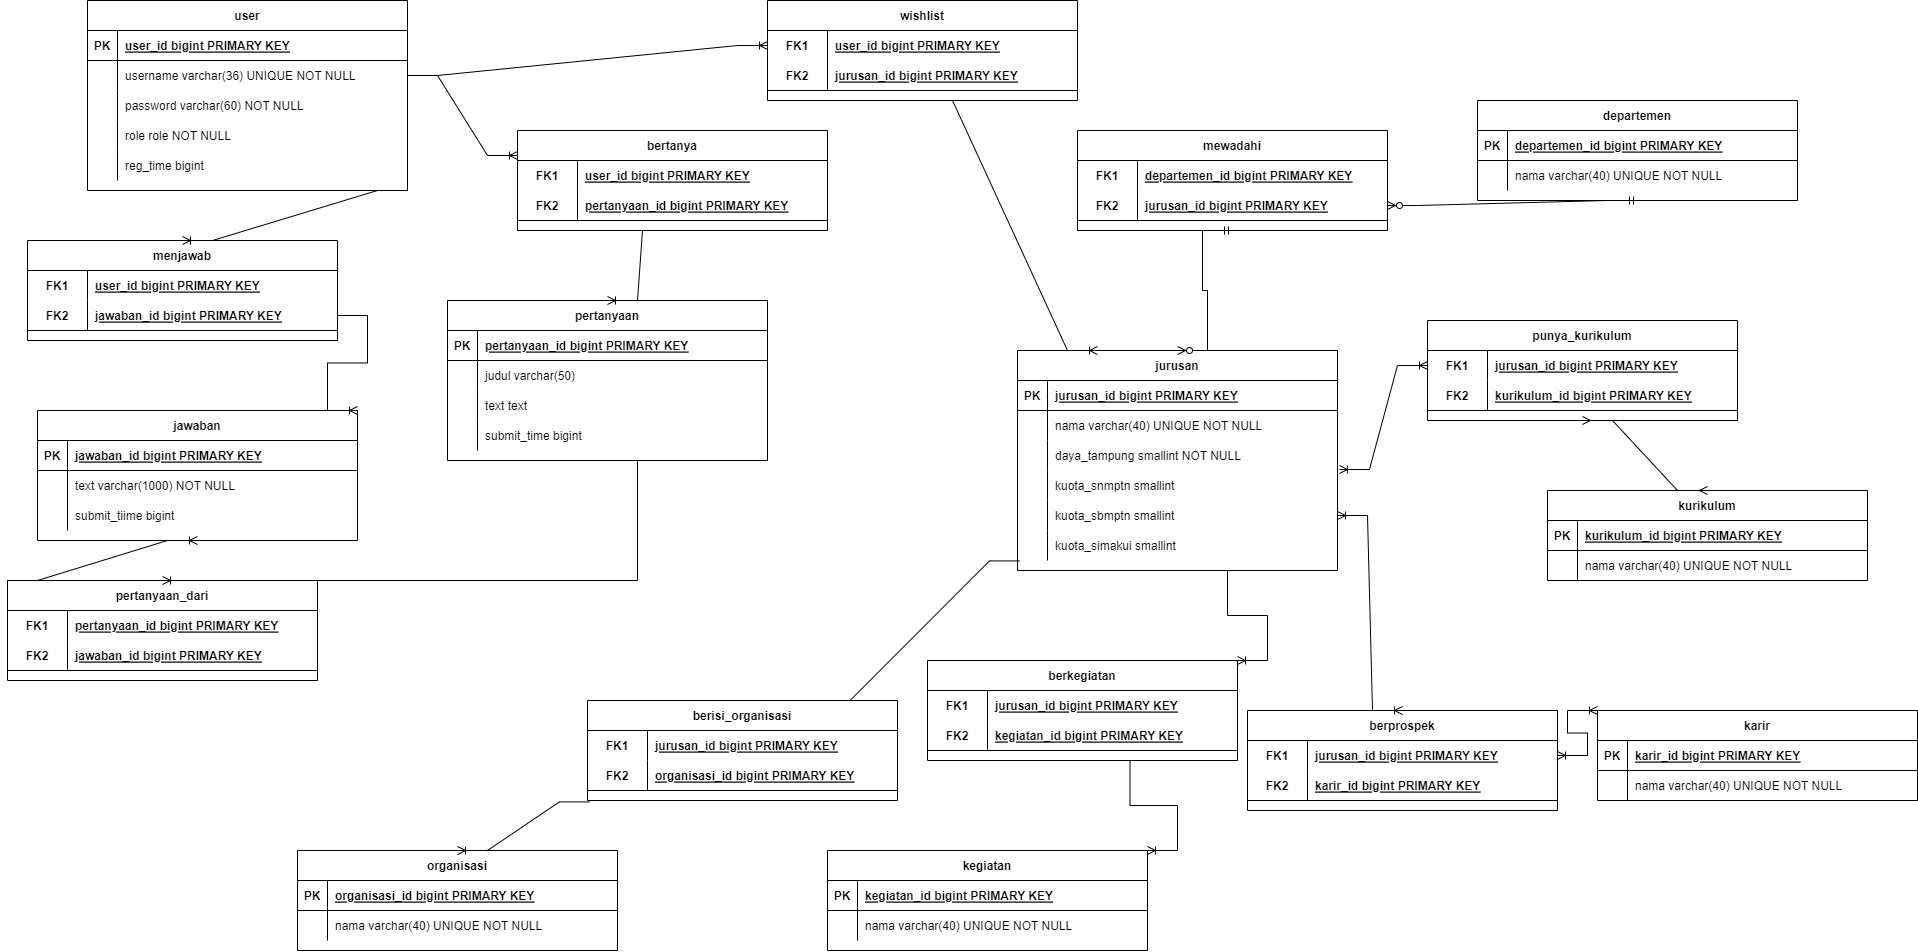 user
PK user_id bigint PRIMARY KEY
username varchar(36) UNIQUE NOT NULL
password varchar(60) NOT NULL
role role NOT NULL
reg_time bigint
wishlist
FK1 user_id bigint PRIMARY KEY
FK2 jurusan_id bigint PRIMARY KEY
bertanya
FK1 user_id bigint PRIMARY KEY
FK2 pertanyaan_id bigint PRIMARY KEY
mewadahi
FK1 departemen_id bigint PRIMARY KEY
FK2 jurusan_id bigint PRIMARY KEY
departemen
PK departemen_id bigint PRIMARY KEY
nama varchar(40) UNIQUE NOT NULL
menjawab
FK1 user_id bigint PRIMARY KEY
FK2 jawaban_id bigint PRIMARY KEY
pertanyaan
PK pertanyaan_id bigint PRIMARY KEY
judul varchar(50)
text text
submit_time bigint
jurusan
PK jurusan_id bigint PRIMARY KEY
nama varchar(40) UNIQUE NOT NULL
daya_tampung smallint NOT NULL
kuota_snmptn smallint
kuota_sbmptn smallint
kuota_simakui smallint
punya_kurikulum
FK1 jurusan_id bigint PRIMARY KEY
FK2 kurikulum_id bigint PRIMARY KEY
jawaban
PK jawaban_id bigint PRIMARY KEY
text varchar(1000) NOT NULL
submit_tiime bigint
kurikulum
PK kurikulum_id bigint PRIMARY KEY
nama varchar(40) UNIQUE NOT NULL
pertanyaan_dari
FK1 pertanyaan_id bigint PRIMARY KEY
FK2 jawaban_id bigint PRIMARY KEY
berisi_organisasi
FK1 jurusan_id bigint PRIMARY KEY
FK2 organisasi_id bigint PRIMARY KEY
berkegiatan
FK1 jurusan_id bigint PRIMARY KEY
FK2 kegiatan_id bigint PRIMARY KEY
berprospek
FK1 jurusan_id bigint PRIMARY KEY
FK2 karir_id bigint PRIMARY KEY
karir
PK karir_id bigint PRIMARY KEY
nama varchar(40) UNIQUE NOT NULL
organisasi
PK organisasi_id bigint PRIMARY KEY
nama varchar(40) UNIQUE NOT NULL
kegiatan
PK kegiatan_id bigint PRIMARY KEY
nama varchar(40) UNIQUE NOT NULL